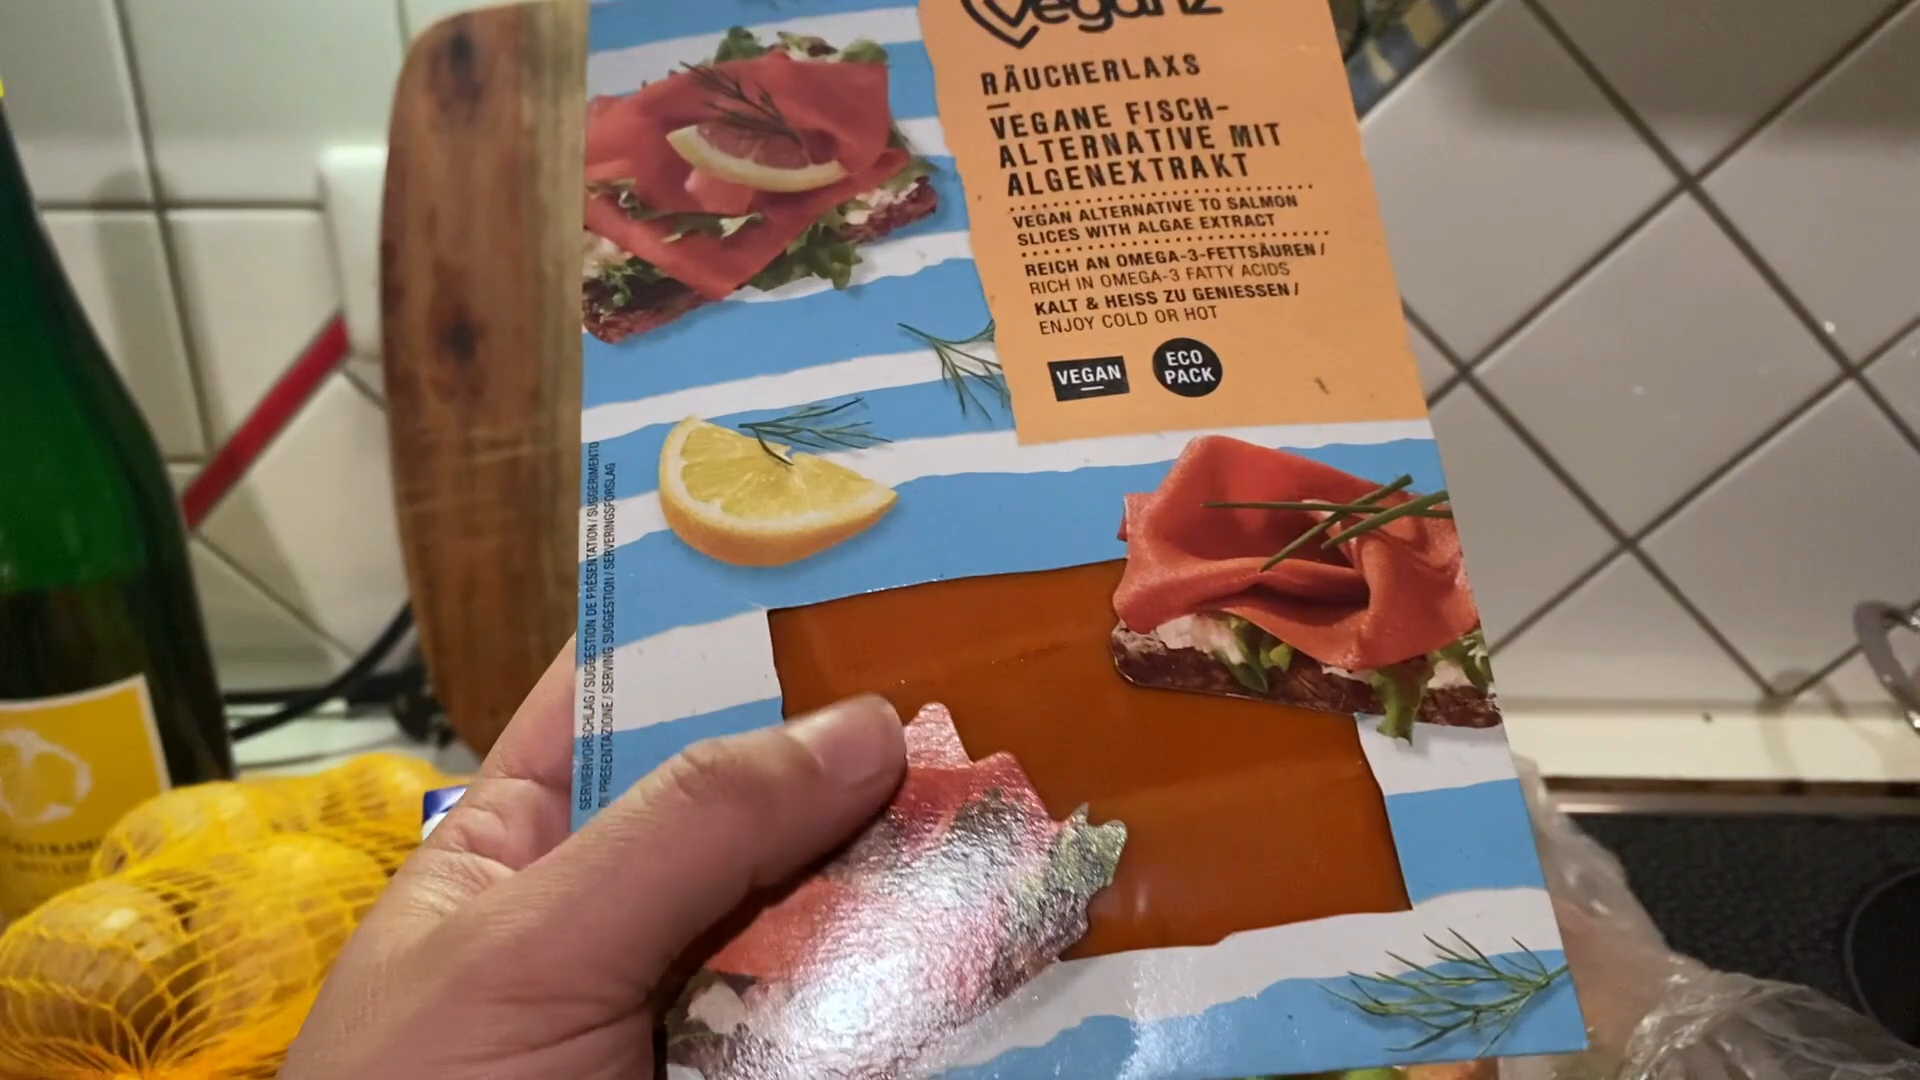 Veganz
RÄUCHERLAXS
VEGANE FISCH-
ALTERNATIVE MIT
ALGENEXTRAKT
VEGAN ALTERNATIVE TO SALMON
SLICES WITH ALGAE EXTRACT
REICH AN OMEGA-3-FETTSÄUREN /
RICH IN OMEGA-3 FATTY ACIDS
KALT & HEISS ZU GENIESSEN /
ENJOY COLD OR HOT
VEGAN
ECO
PACK
SERVIERVORSCHLAG / SUGGESTION DE PRÉSENTATION / SUGGERIMENTO
DI PRESENTAZIONE / SERVING SUGGESTION / SERVERINGSFORSLAG